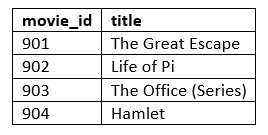 movie_id title
901 The Great Escape
902 Life of Pi
903 The Office (Series)
904 Hamlet